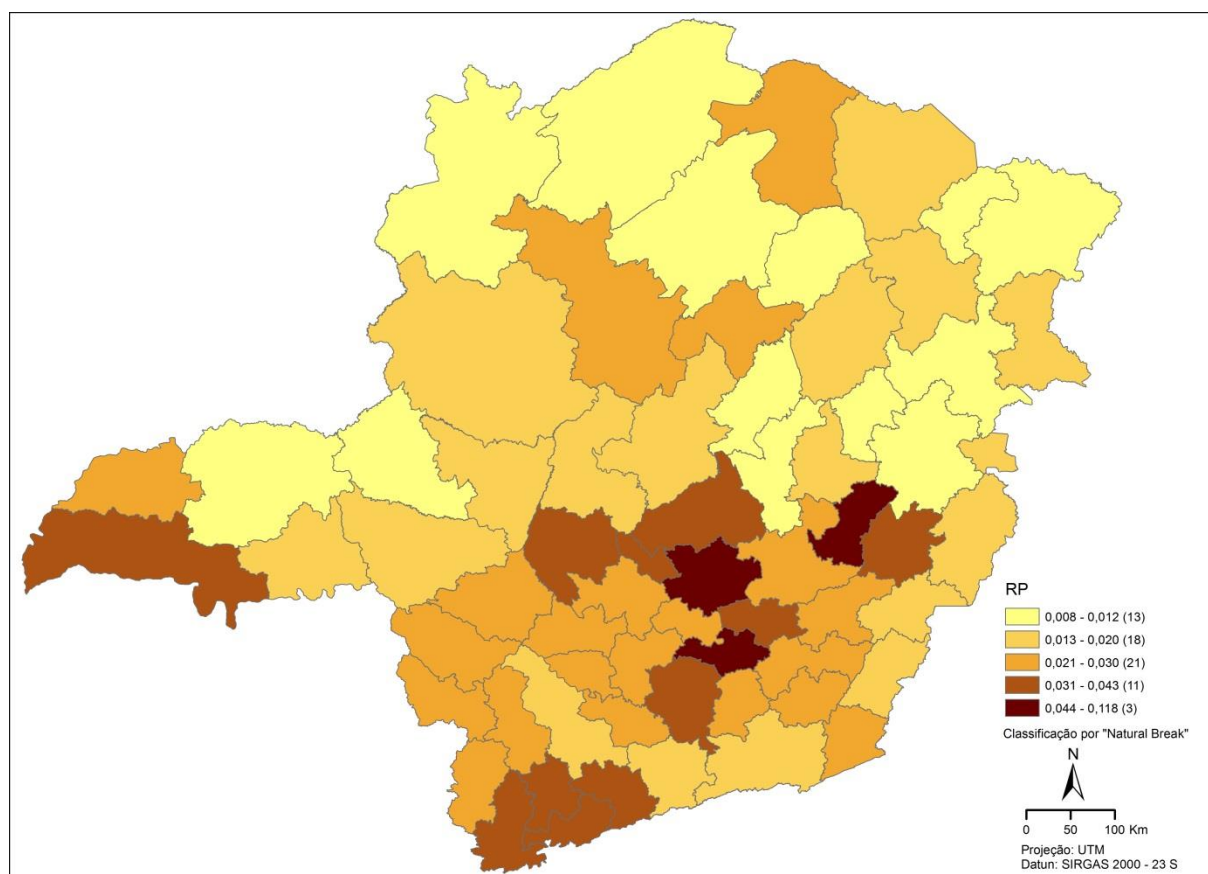 RP
0,008 - 0,012 (13)
0,013 - 0,020 (18)
0,021 - 0,030 (21)
0,031 - 0,043 (11)
0,044 - 0,118 (3)
Classificação por "Natural Break"
N
0 50 100 Km
Projeção: UTM
Datun: SIRGAS 2000 - 23 S